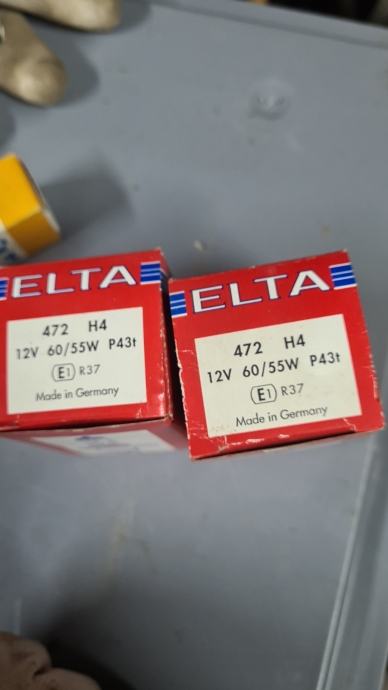 ELTA
472 H4
12V 60/55W P43t
E1 R37
Made in Germany
ELTA
472 H4
12V 60/55W P43t
E1 R37
Made in Germany